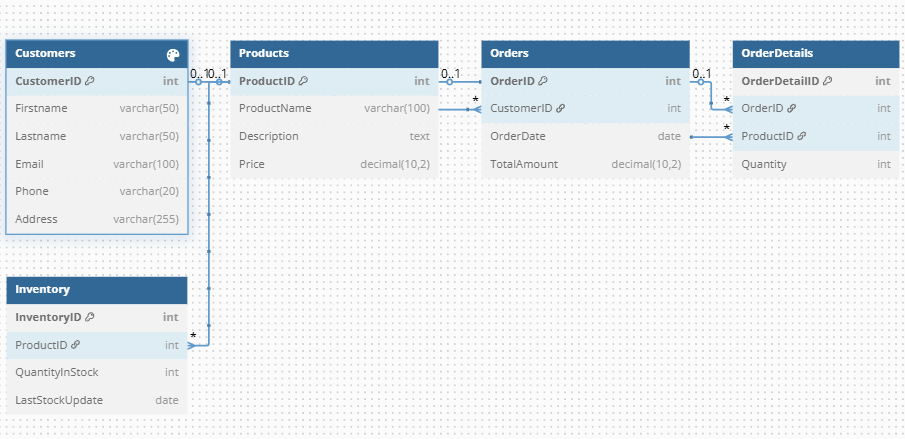 Customers
CustomerID int
Firstname varchar(50)
Lastname varchar(50)
Email varchar(100)
Phone varchar(20)
Address varchar(255)
0..1
0..1
Products
ProductID int
ProductName varchar(100)
Description text
Price decimal(10,2)
0..1
*
Orders
OrderID int
CustomerID int
OrderDate date
TotalAmount decimal(10,2)
0..1
*
*
OrderDetails
OrderDetailID int
OrderID int
ProductID int
Quantity int
Inventory
InventoryID int
ProductID int
QuantityInStock int
LastStockUpdate date
*